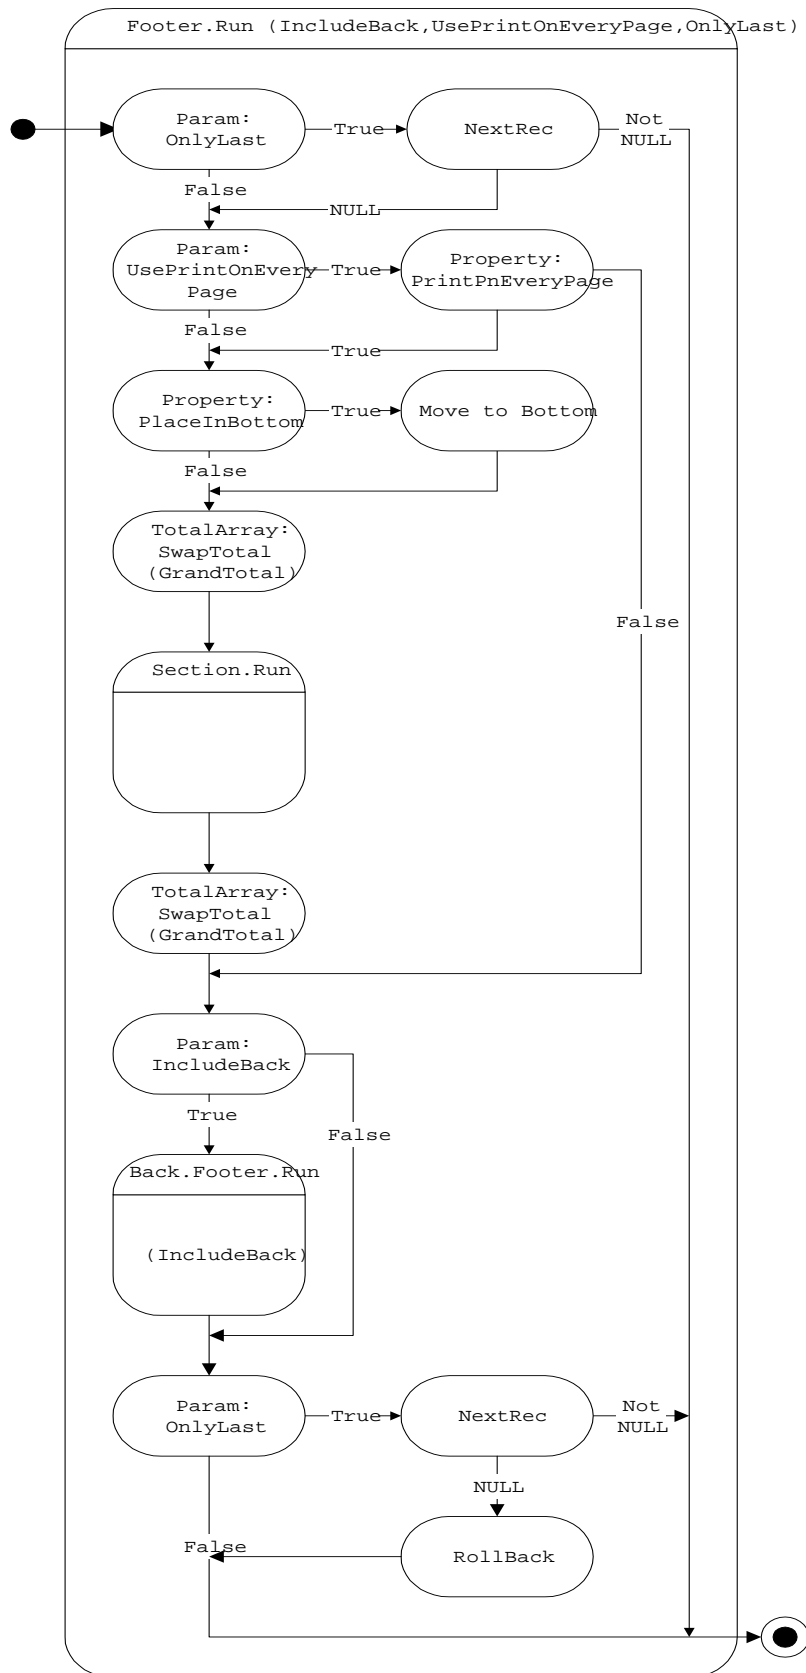 Footer.Run (IncludeBack,UsePrintOnEveryPage,OnlyLast)
Param:
OnlyLast
True
NextRec
Not
NULL
False
NULL
Param:
UsePrintOnEvery
Page
True
Property:
PrintPnEveryPage
False
True
Property:
PlaceInBottom
True
Move to Bottom
False
TotalArray:
SwapTotal
(GrandTotal)
False
Section.Run
TotalArray:
SwapTotal
(GrandTotal)
Param:
IncludeBack
True
False
Back.Footer.Run
(IncludeBack)
Param:
OnlyLast
True
NextRec
Not
NULL
NULL
False
RollBack